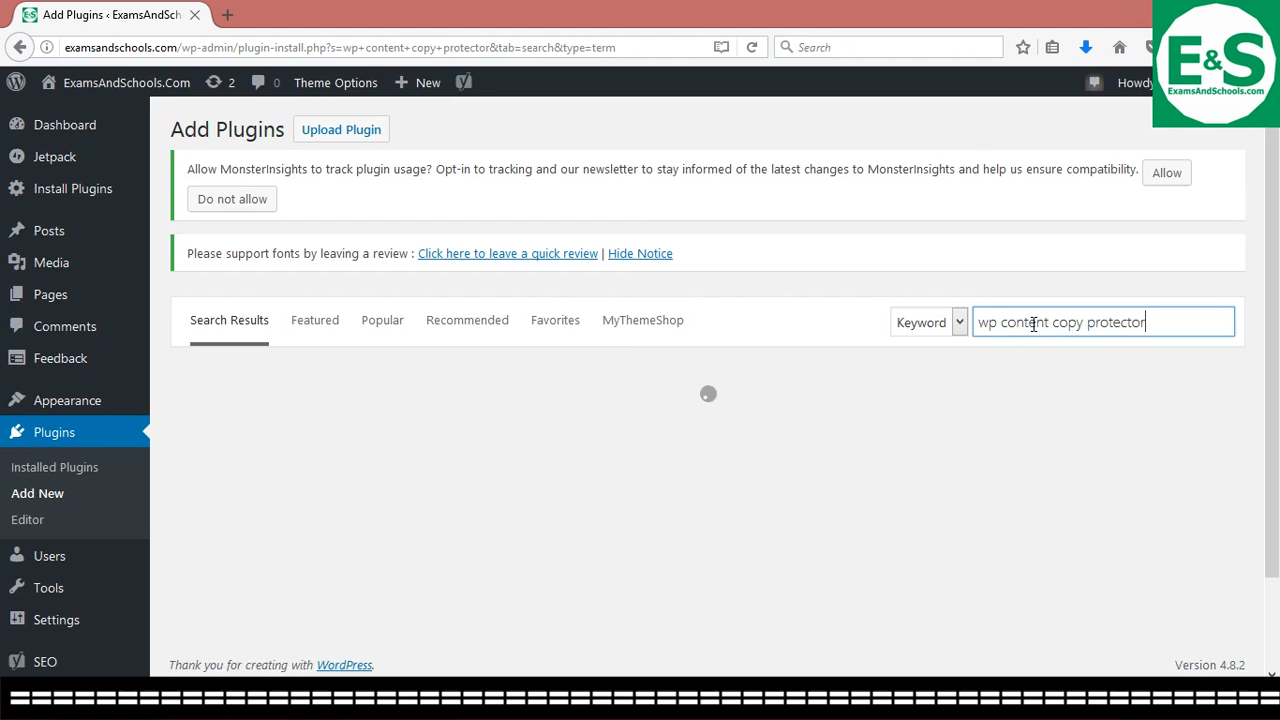 Add Plugins ‹ ExamsAndSch
examsandschools.com/wp-admin/plugin-install.php?s=wp+content+copy+protector&tab=search&type=term
Search
E&S
ExamsAndSchools.com
ExamsAndSchools.Com
2
0
Theme Options
New
Howdy
Dashboard
Jetpack
Install Plugins
Posts
Media
Pages
Comments
Feedback
Appearance
Plugins
Installed Plugins
Add New
Editor
Users
Tools
Settings
SEO
Add Plugins
Upload Plugin
Allow MonsterInsights to track plugin usage? Opt-in to tracking and our newsletter to stay informed of the latest changes to MonsterInsights and help us ensure compatibility.
Allow
Do not allow
Please support fonts by leaving a review : Click here to leave a quick review | Hide Notice
Search Results
Featured
Popular
Recommended
Favorites
MyThemeShop
Keyword
wp content copy protector
Thank you for creating with WordPress.
Version 4.8.2